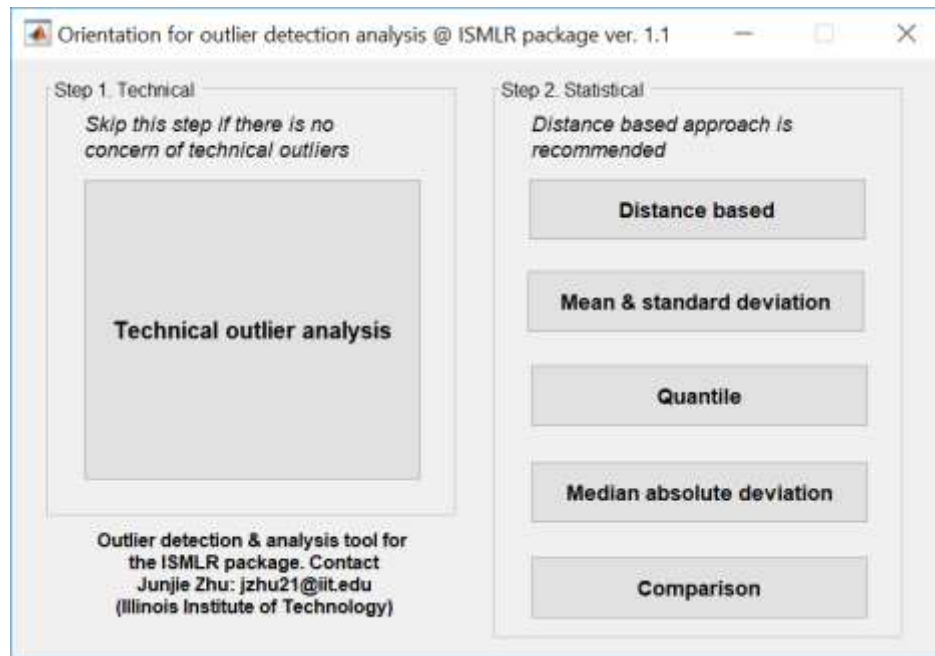 Orientation for outlier detection analysis @ ISMLR package ver. 1.1
Step 1. Technical
Skip this step if there is no
concern of technical outliers
Technical outlier analysis
Outlier detection & analysis tool for
the ISMLR package. Contact
Junjie Zhu: jzhu21@iit.edu
(Illinois Institute of Technology)
Step 2. Statistical
Distance based approach is
recommended
Distance based
Mean & standard deviation
Quantile
Median absolute deviation
Comparison